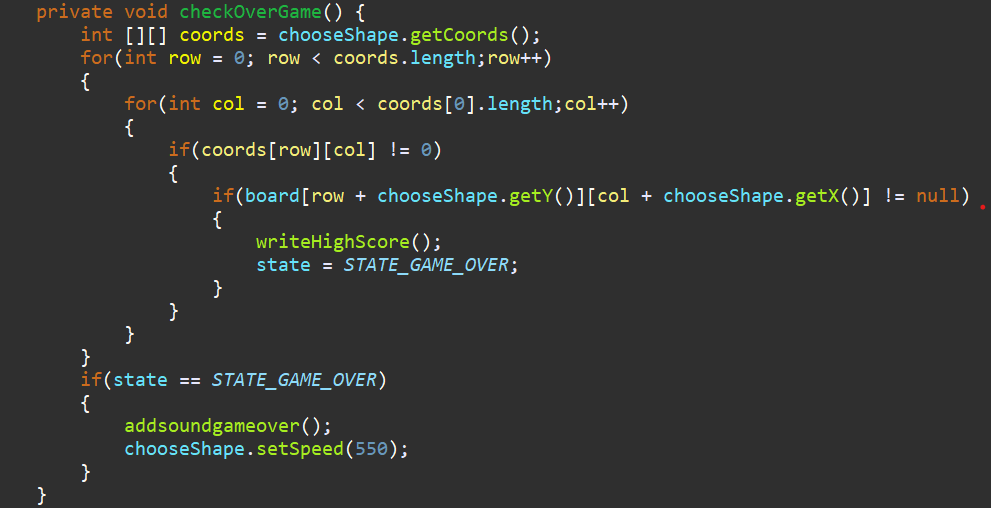 private void checkOverGame() {
    int [][] coords = chooseShape.getCoords();
    for(int row = 0; row < coords.length;row++)
    {
        for(int col = 0; col < coords[0].length;col++)
        {
            if(coords[row][col] != 0)
            {
                if(board[row + chooseShape.getY()][col + chooseShape.getX()] != null)
                {
                    writeHighScore();
                    state = STATE_GAME_OVER;
                }
            }
        }
    }
    if(state == STATE_GAME_OVER)
    {
        addsoundgameover();
        chooseShape.setSpeed(550);
    }
}